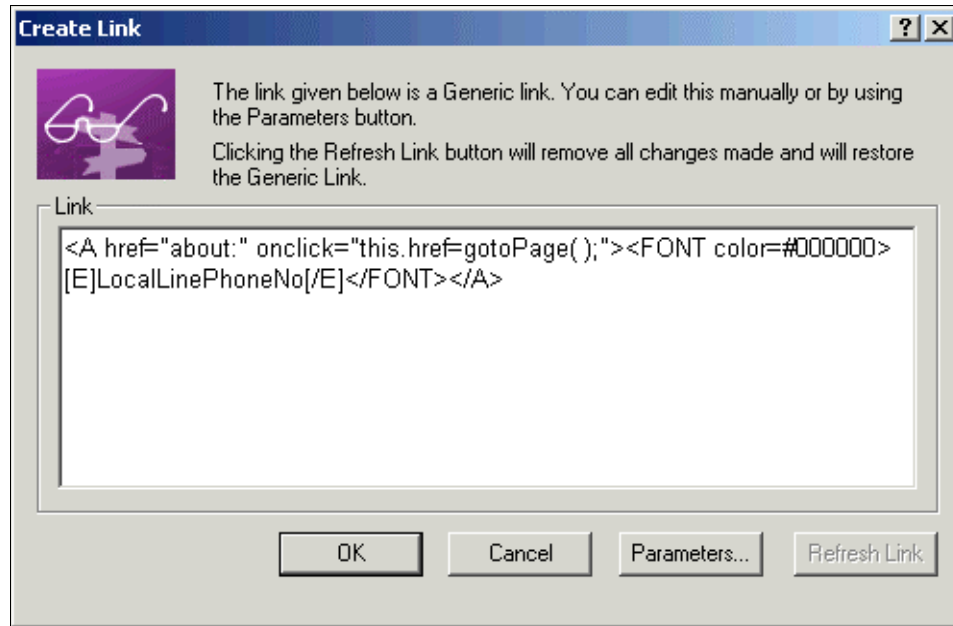 Create Link
The link given below is a Generic link. You can edit this manually or by using
the Parameters button.
Clicking the Refresh Link button will remove all changes made and will restore
the Generic Link.
Link
<A href="about:" onclick="this.href=gotoPage( );"><FONT color=#000000>
[E]LocalLinePhoneNo[/E]</FONT></A>
OK Cancel Parameters... Refresh Link